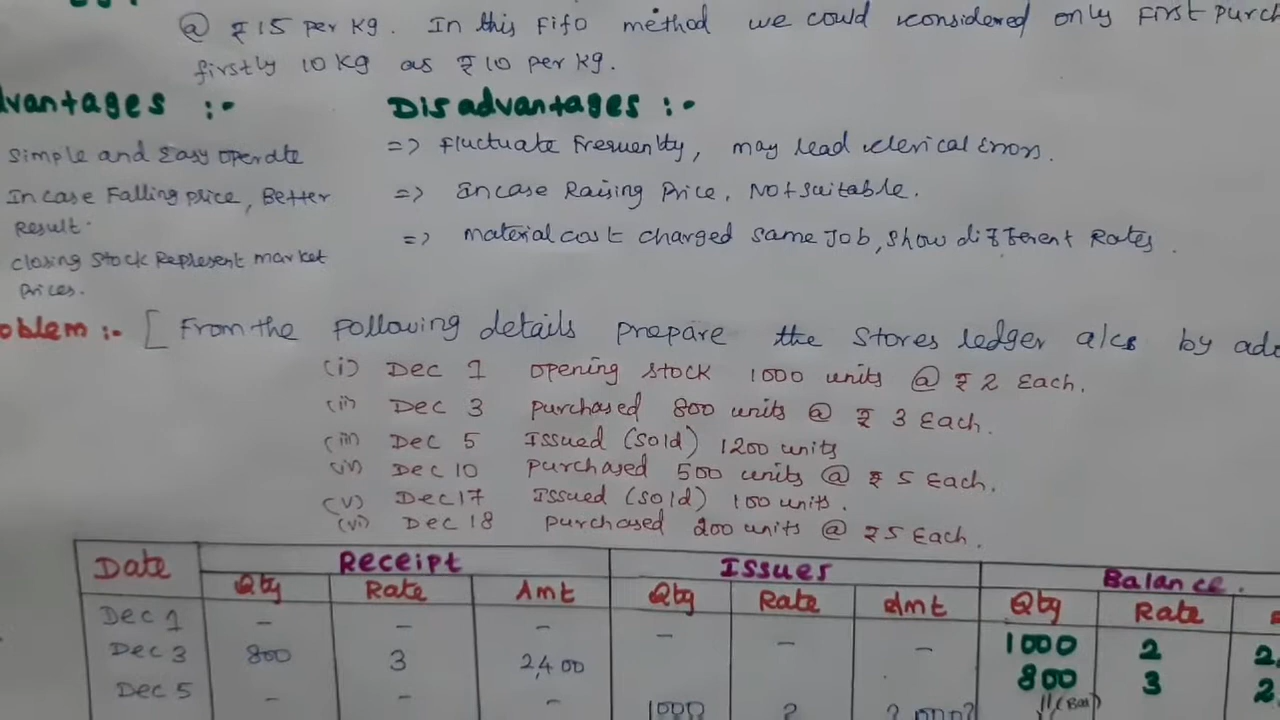 @ ₹ 15 per kg. In this Fifo method we could considered only First purch
firstly 10 kg as ₹ 10 per kg.
dvantages :-
Simple and Easy operate
In case Falling price, Better
Result.
closing Stock Represent market
Prices.
Disadvantages :-
=> Fluctuate Frequently, may lead clerical Errors.
=> Incase Raising Price, Not suitable.
=> material cost charged same Job, show different Rates.
oblem :- [ From the following details prepare the stores ledger a/cs by ado
(i) Dec 1 opening stock 1000 units @ ₹ 2 Each.
(ii) Dec 3 purchased 800 units @ ₹ 3 Each.
(iii) Dec 5 Issued (sold) 1200 units
(iv) Dec 10 purchased 500 units @ ₹ 5 Each.
(v) Dec 17 Issued (sold) 100 units.
(vi) Dec 18 purchased 200 units @ ₹5 Each.
Date Receipt Issues Balance.
Qty Rate Amt Qty Rate Amt Qty Rate
Dec 1 - - - - - - 1000 2 2,
Dec 3 800 3 2,400 800 3 2
Dec 5 - - - 1000